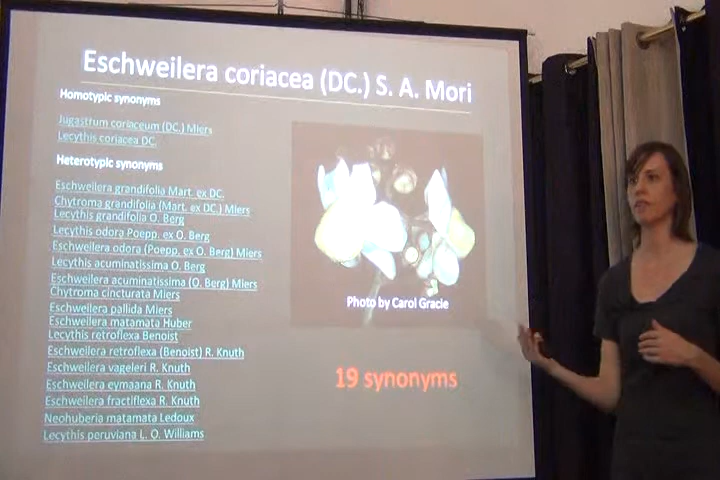 Eschweilera coriacea (DC.) S. A. Mori
Homotypic synonyms
Jugastrum coriaceum (DC.) Miers
Lecythis coriacea DC.
Heterotypic synonyms
Eschweilera grandifolia Mart. ex DC.
Chytroma grandifolia (Mart. ex DC.) Miers
Lecythis grandifolia O. Berg
Lecythis odora Poepp. ex O. Berg
Eschweilera odora (Poepp. ex O. Berg) Miers
Lecythis acuminatissima O. Berg
Eschweilera acuminatissima (O. Berg) Miers
Chytroma cincturata Miers
Eschweilera pallida Miers
Eschweilera matamata Huber
Lecythis retroflexa Benoist
Eschweilera retroflexa (Benoist) R. Knuth
Eschweilera vageleri R. Knuth
Eschweilera eymaana R. Knuth
Eschweilera fractiflexa R. Knuth
Neohuberia matamata Ledoux
Lecythis peruviana L. O. Williams
Photo by Carol Gracie
19 synonyms